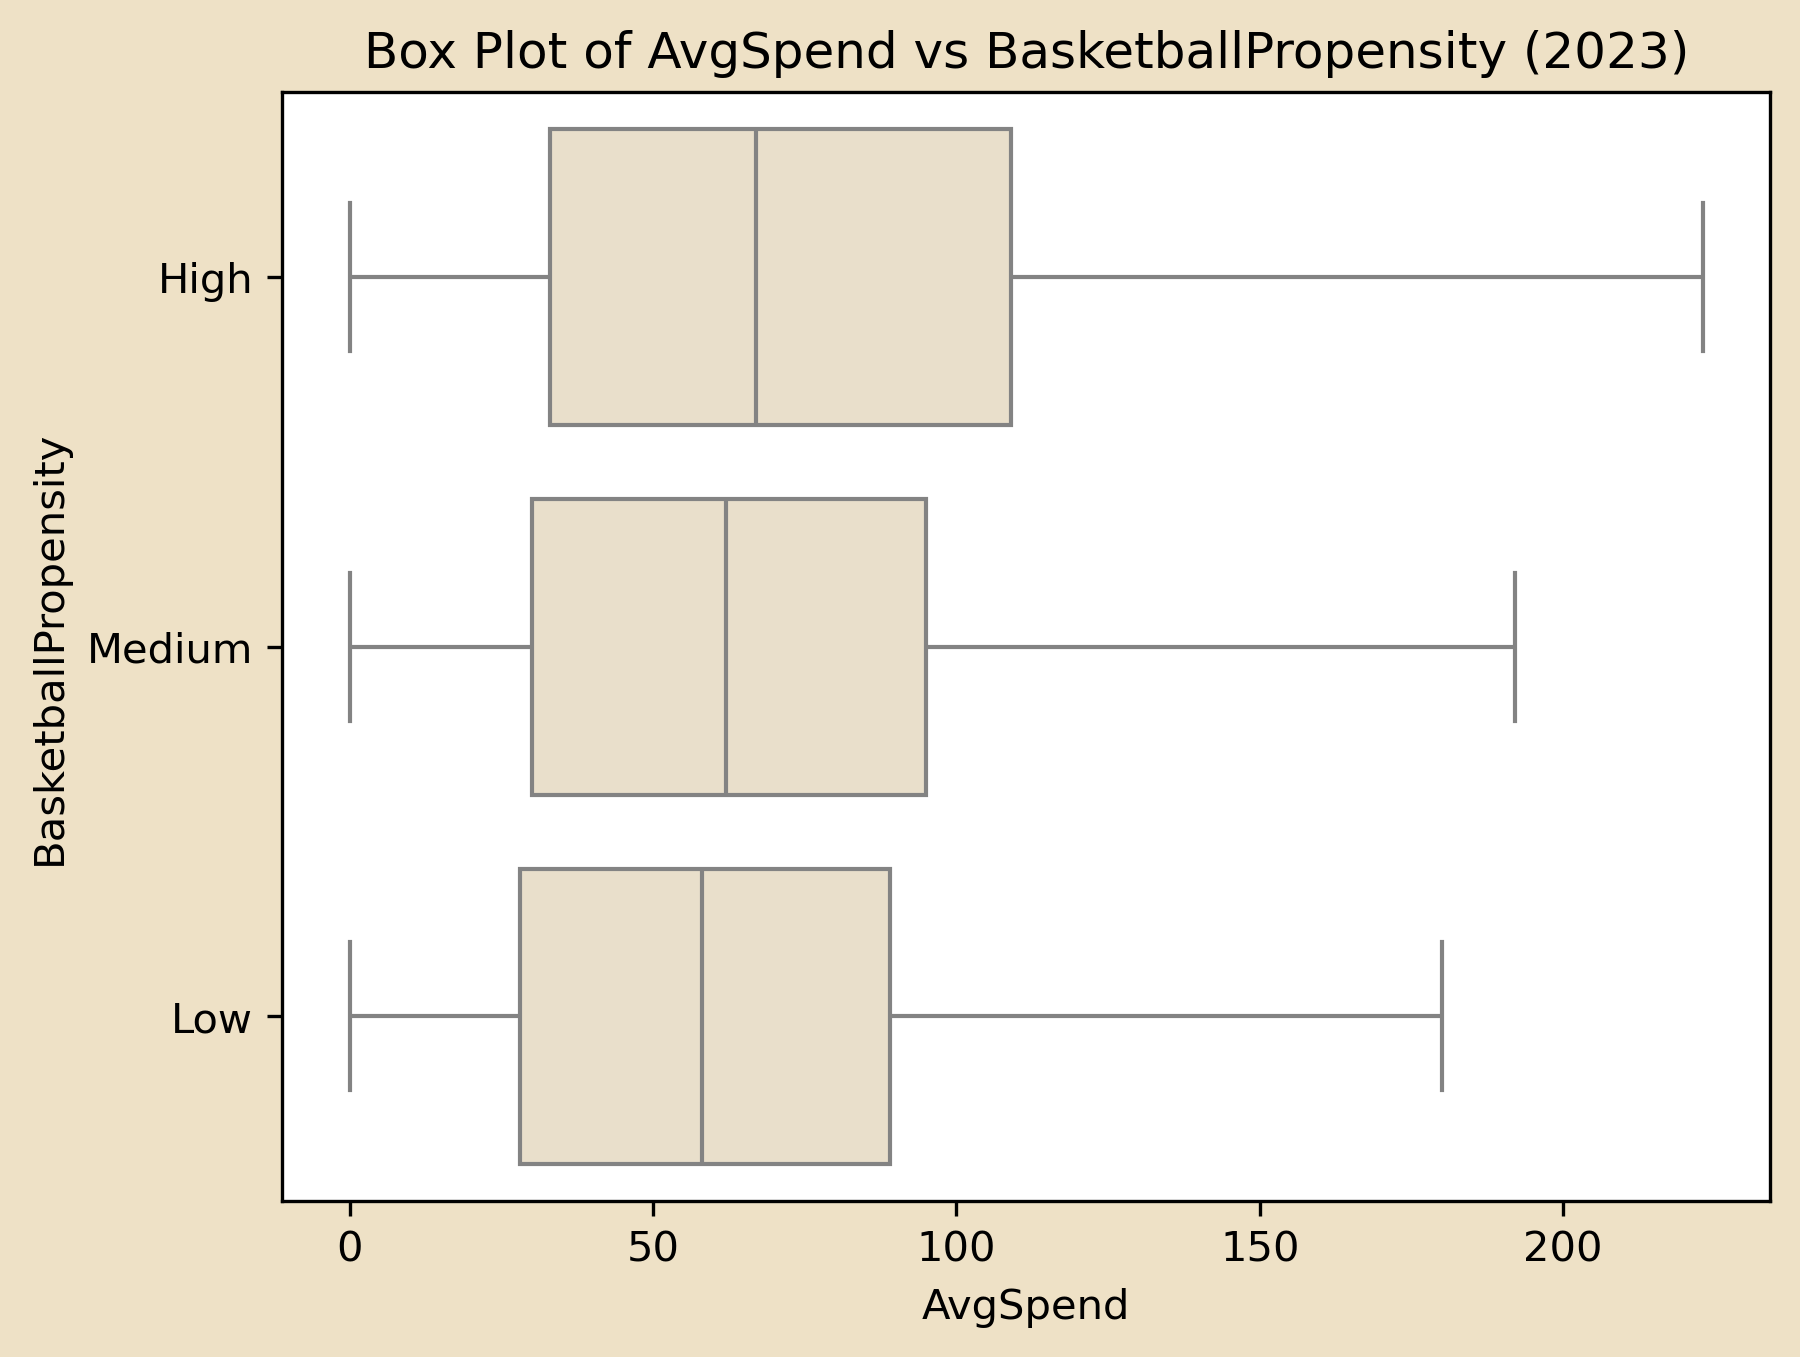 Box Plot of AvgSpend vs BasketballPropensity (2023)
BasketballPropensity
High
Medium
Low
0 50 100 150 200
AvgSpend